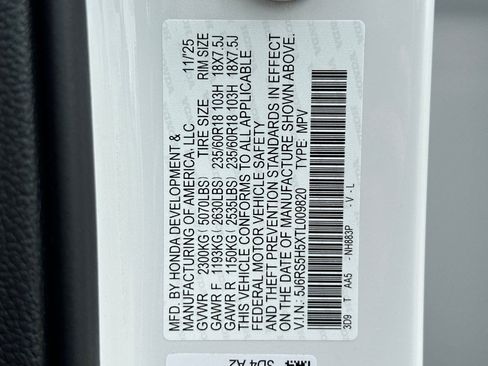 MFD. BY HONDA DEVELOPMENT &
MANUFACTURING OF AMERICA, LLC 11/25
GVWR 2300KG (5070LBS) TIRE SIZE RIM SIZE
GAWR F 1193KG (2630LBS) 235/60R18 103H 18X7.5J
GAWR R 1150KG (2535LBS) 235/60R18 103H 18X7.5J
THIS VEHICLE CONFORMS TO ALL APPLICABLE
FEDERAL MOTOR VEHICLE SAFETY
AND THEFT PREVENTION STANDARDS IN EFFECT
ON THE DATE OF MANUFACTURE SHOWN ABOVE.
V.I.N.: 5J6RS5H5XTL009820 TYPE: MPV
3D9 T AA5 -NH883P -V - L
3D4 A2